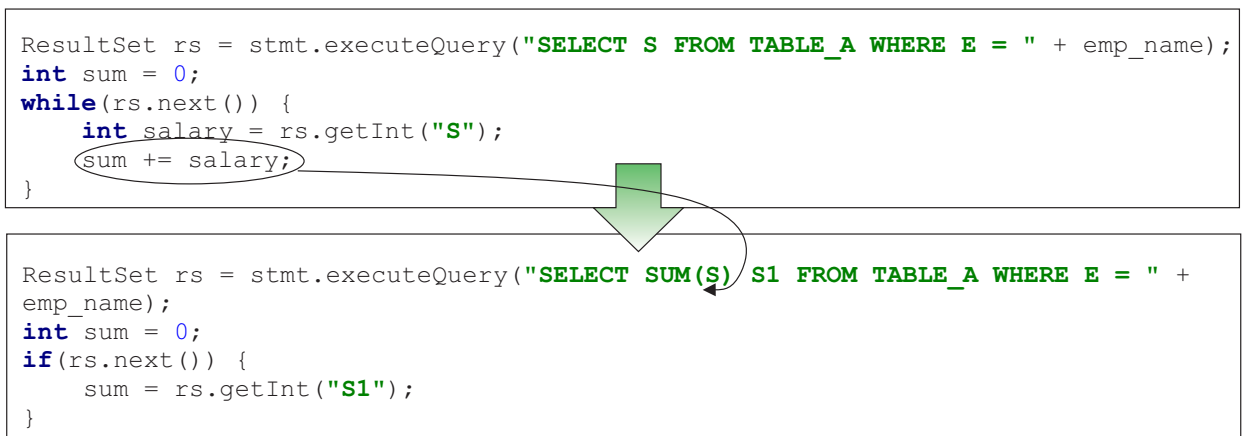 ResultSet rs = stmt.executeQuery("SELECT S FROM TABLE_A WHERE E = " + emp_name);
int sum = 0;
while(rs.next()) {
    int salary = rs.getInt("S");
    sum += salary;
}
ResultSet rs = stmt.executeQuery("SELECT SUM(S) S1 FROM TABLE_A WHERE E = " +
emp_name);
int sum = 0;
if(rs.next()) {
    sum = rs.getInt("S1");
}